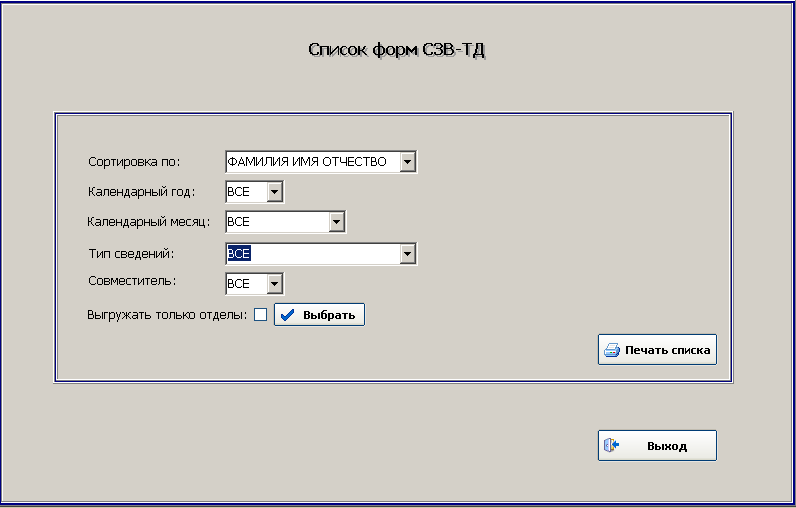 Список форм СЗВ-ТД
Сортировка по: ФАМИЛИЯ ИМЯ ОТЧЕСТВО
Календарный год: ВСЕ
Календарный месяц: ВСЕ
Тип сведений: ВСЕ
Совместитель: ВСЕ
Выгружать только отделы: Выбрать
Печать списка
Выход